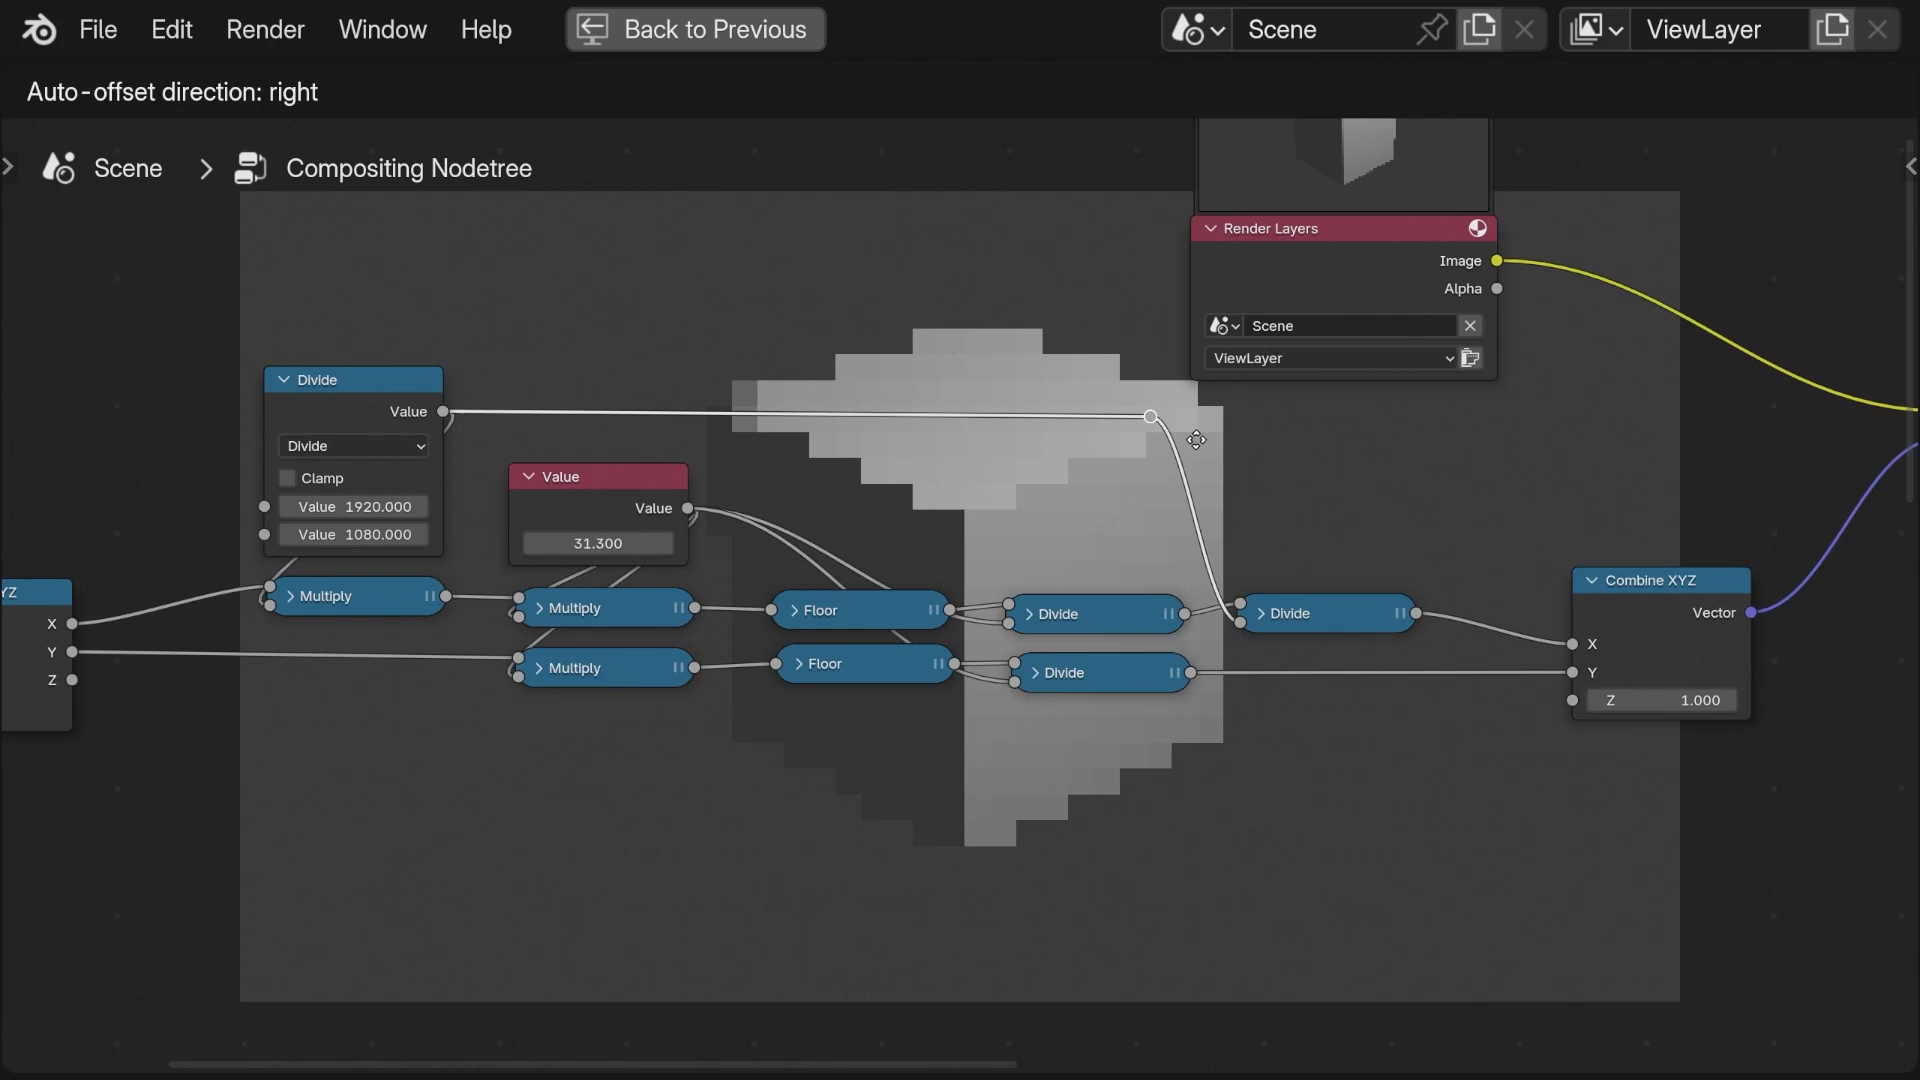 File Edit Render Window Help Back to Previous Scene ViewLayer
Auto-offset direction: right
Scene > Compositing Nodetree
Render Layers
Image
Alpha
Scene
ViewLayer
Divide
Value
Divide
Clamp
Value 1920.000
Value 1080.000
Value
Value
31.300
YZ
X
Y
Z
Multiply
Multiply
Multiply
Floor
Floor
Divide
Divide
Divide
Combine XYZ
Vector
X
Y
Z 1.000